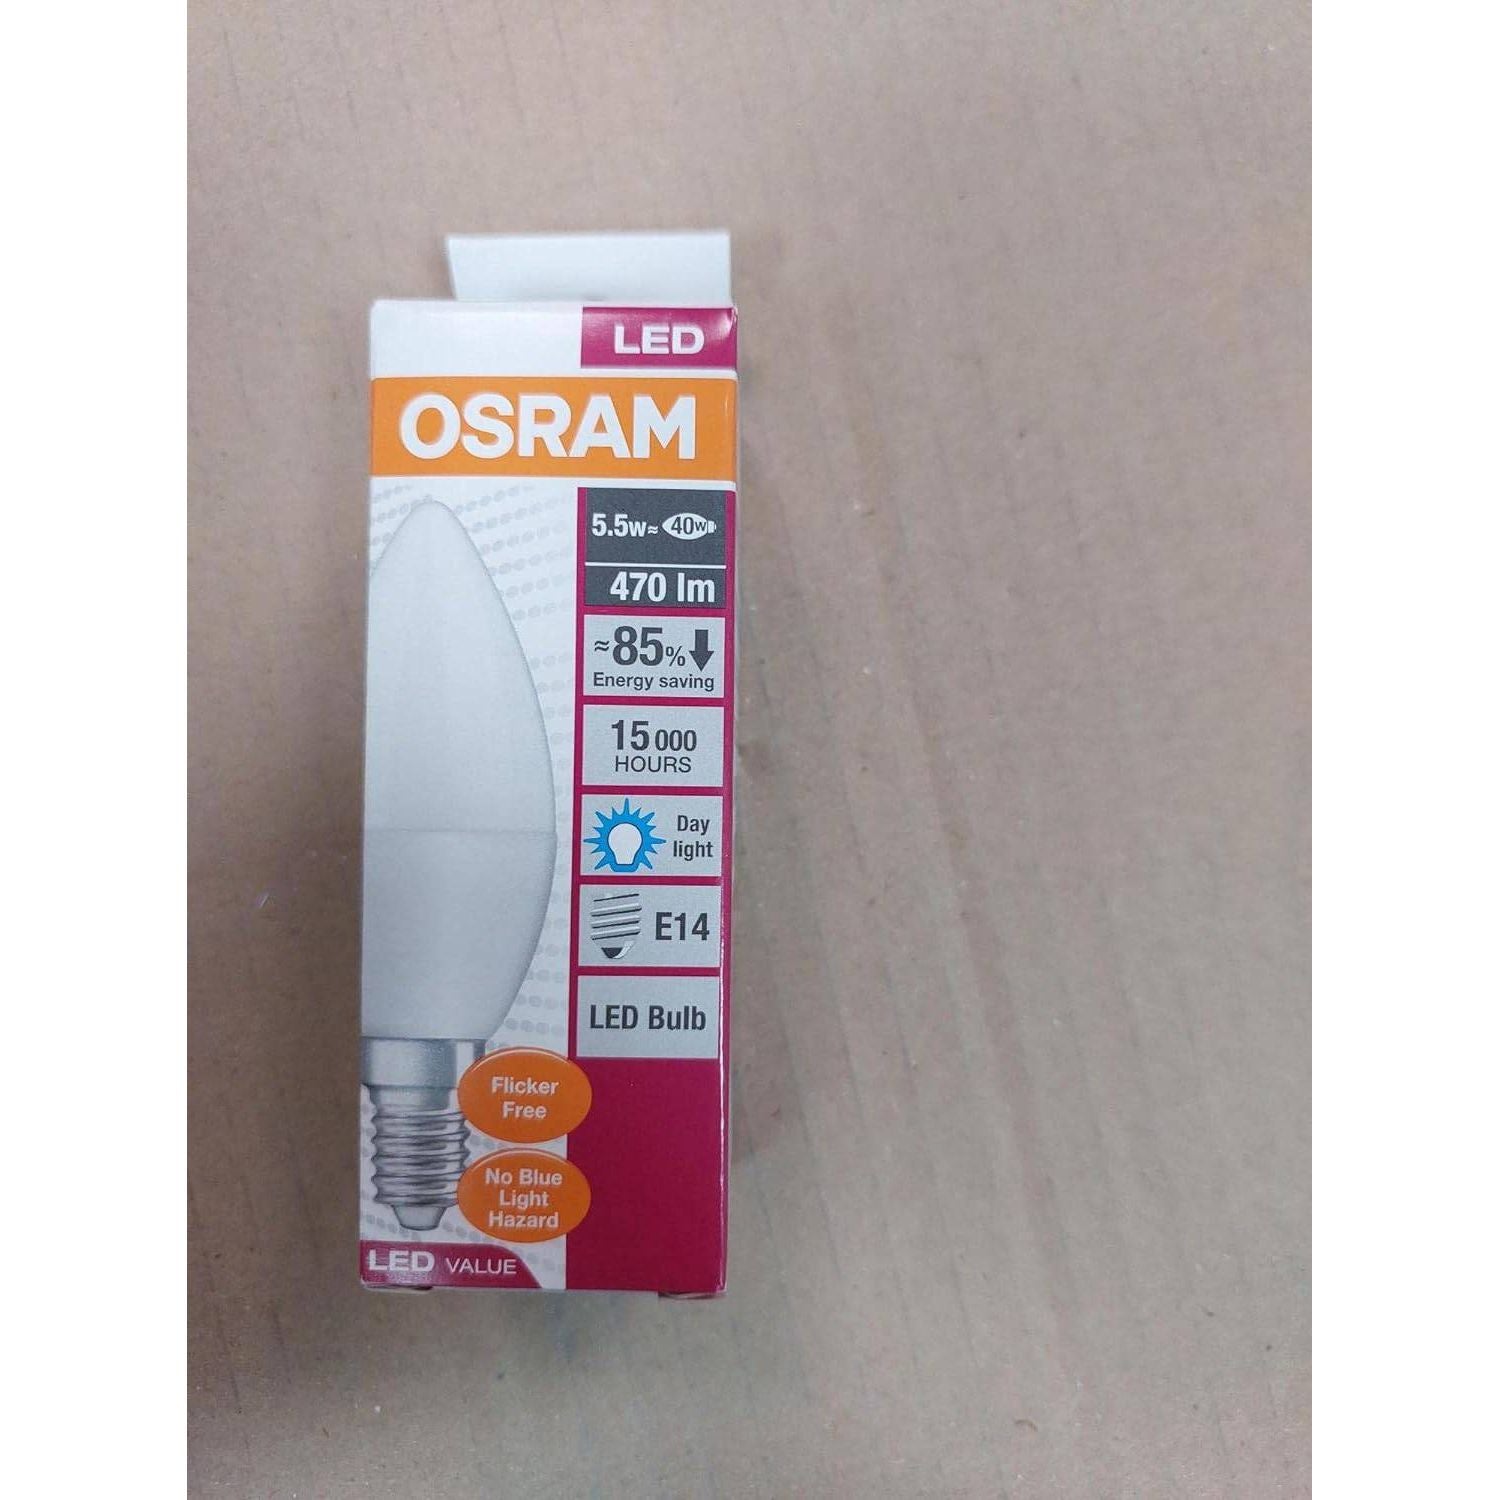 LED
OSRAM
5.5w≈ 40w
470 lm
≈85%
Energy saving
15 000
HOURS
Day
light
E14
LED Bulb
Flicker
Free
No Blue
Light
Hazard
LED VALUE